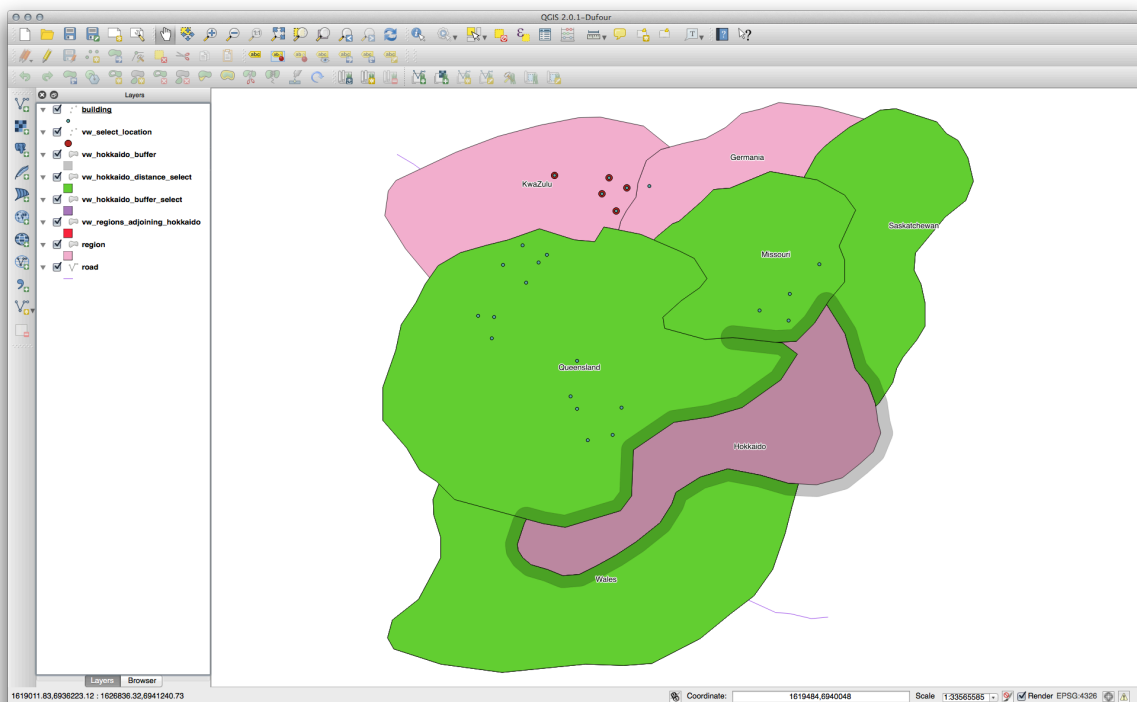 QGIS 2.0.1-Dufour
Layers
building
vw_select_location
vw_hokkaido_buffer
vw_hokkaido_distance_select
vw_hokkaido_buffer_select
vw_regions_adjoining_hokkaido
region
road
KwaZulu
Germania
Saskatchewan
Missouri
Queensland
Hokkaido
Wales
Layers
Browser
1619011.83,6936223.12 : 1626836.32,6941240.73
Coordinate:
1619484,6940048
Scale
1:33565585
Render
EPSG:4326